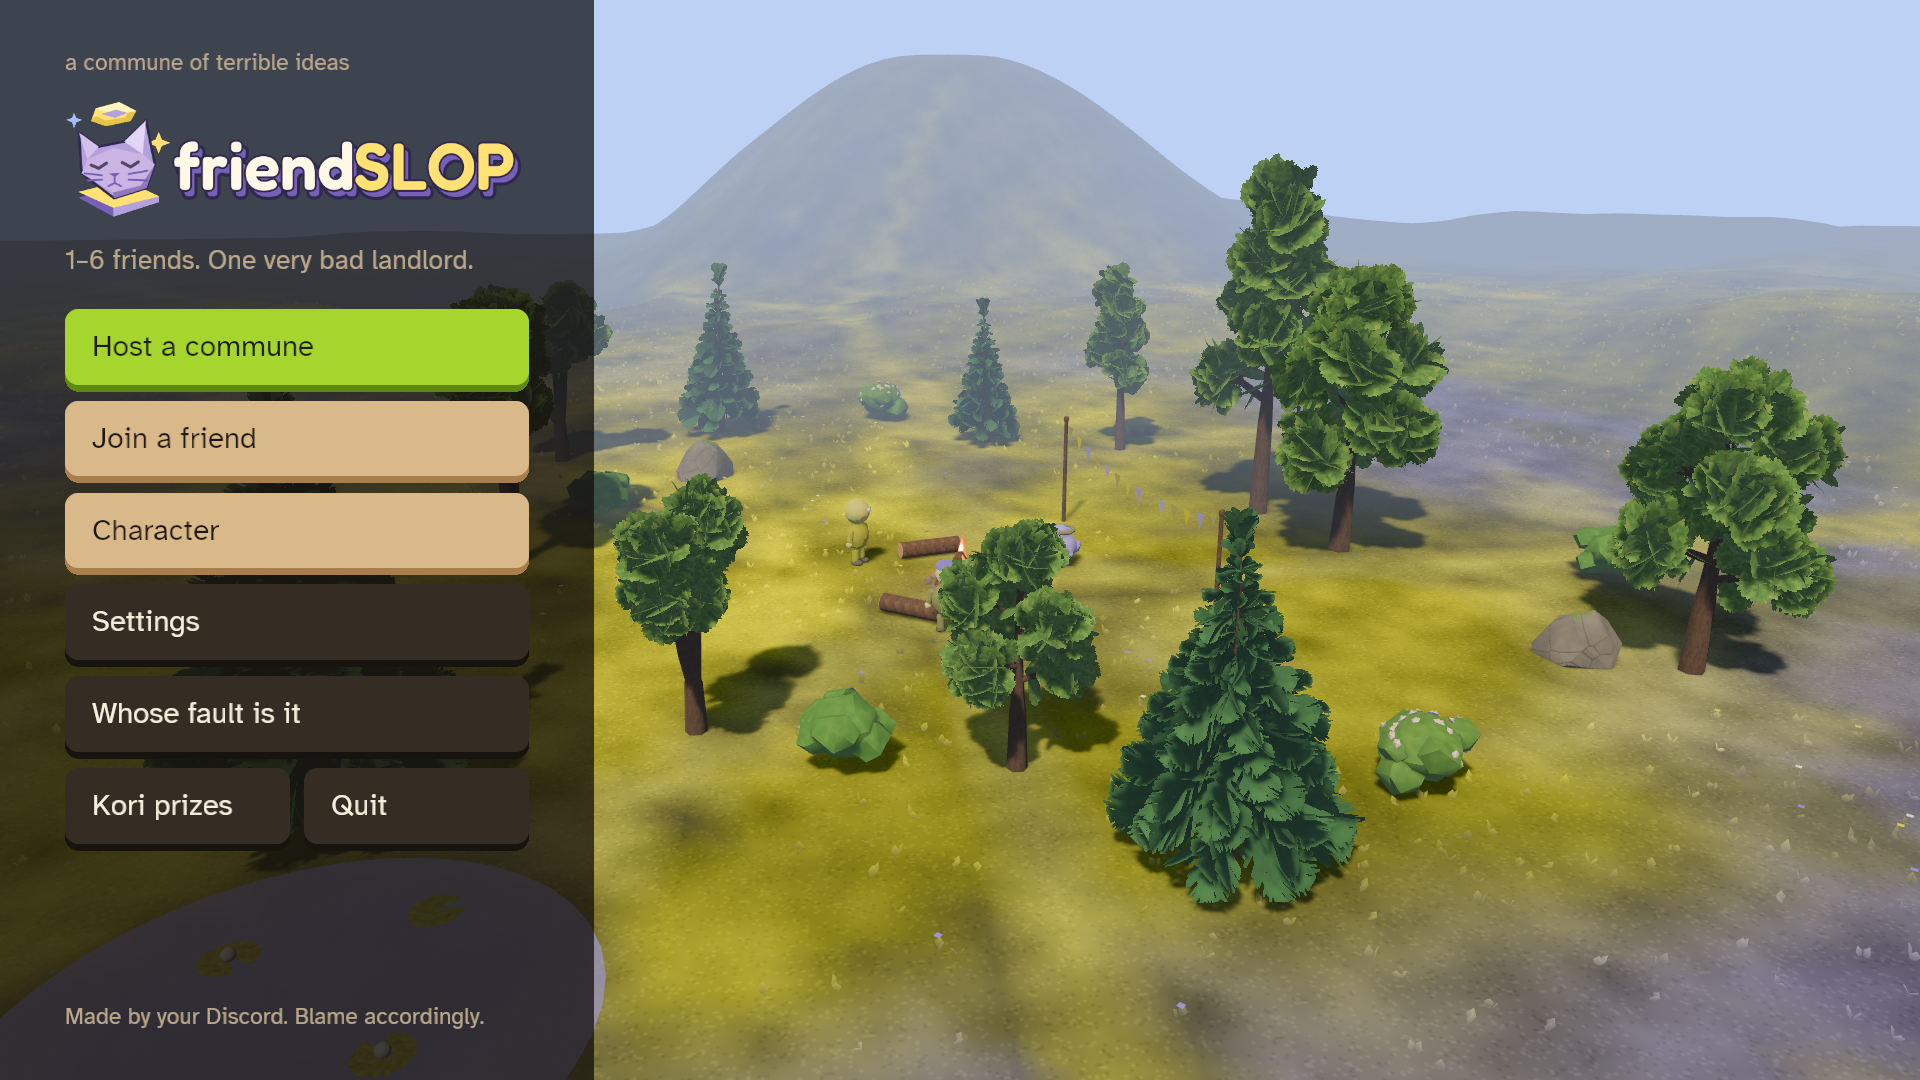 a commune of terrible ideas
friendSLOP
1–6 friends. One very bad landlord.
Host a commune
Join a friend
Character
Settings
Whose fault is it
Kori prizes
Quit
Made by your Discord. Blame accordingly.